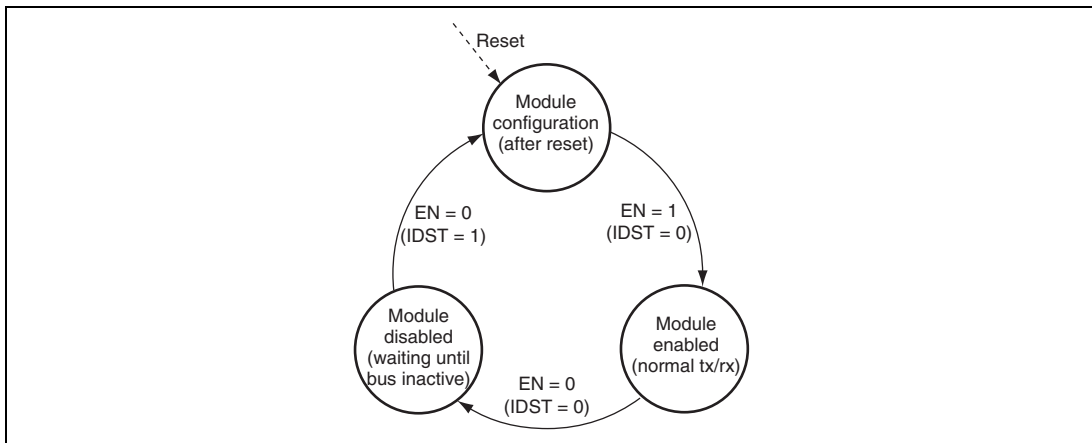 Reset
Module
configuration
(after reset)
EN = 0
(IDST = 1)
EN = 1
(IDST = 0)
Module
disabled
(waiting until
bus inactive)
Module
enabled
(normal tx/rx)
EN = 0
(IDST = 0)